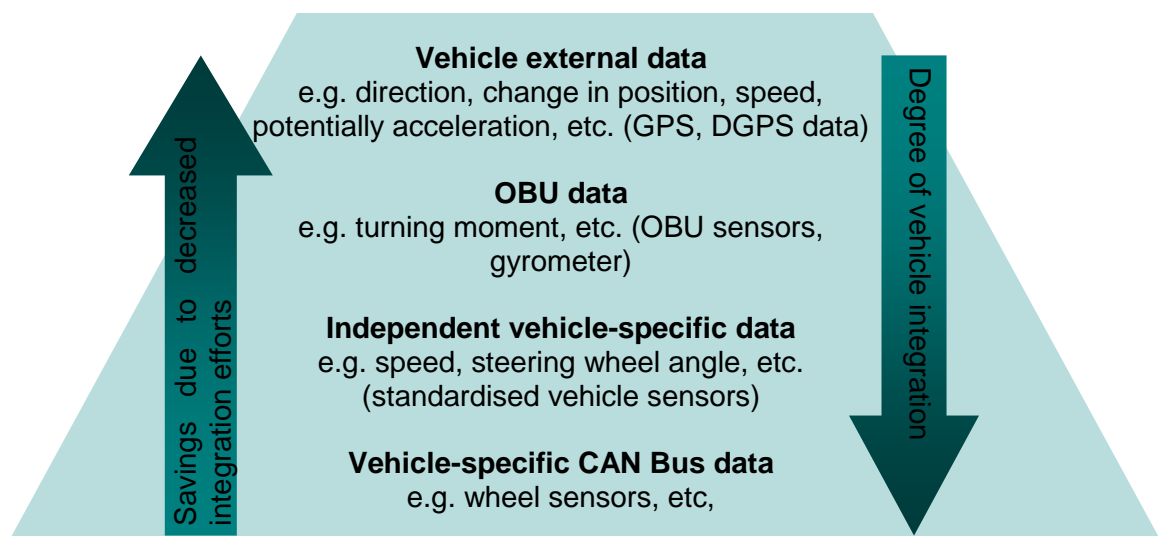 Vehicle external data
e.g. direction, change in position, speed,
potentially acceleration, etc. (GPS, DGPS data)
OBU data
e.g. turning moment, etc. (OBU sensors,
gyrometer)
Independent vehicle-specific data
e.g. speed, steering wheel angle, etc.
(standardised vehicle sensors)
Vehicle-specific CAN Bus data
e.g. wheel sensors, etc,
Savings due to decreased
integration efforts
Degree of vehicle integration